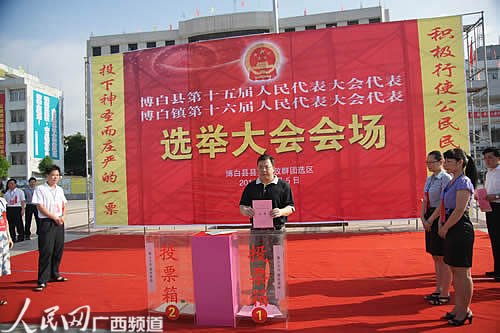 博白县第十五届人民代表大会代表
博白镇第十六届人民代表大会代表
选举大会会场
投下神圣而庄严的一票
积极行使公民
投票箱
2
投票箱
1
人民网 广西频道